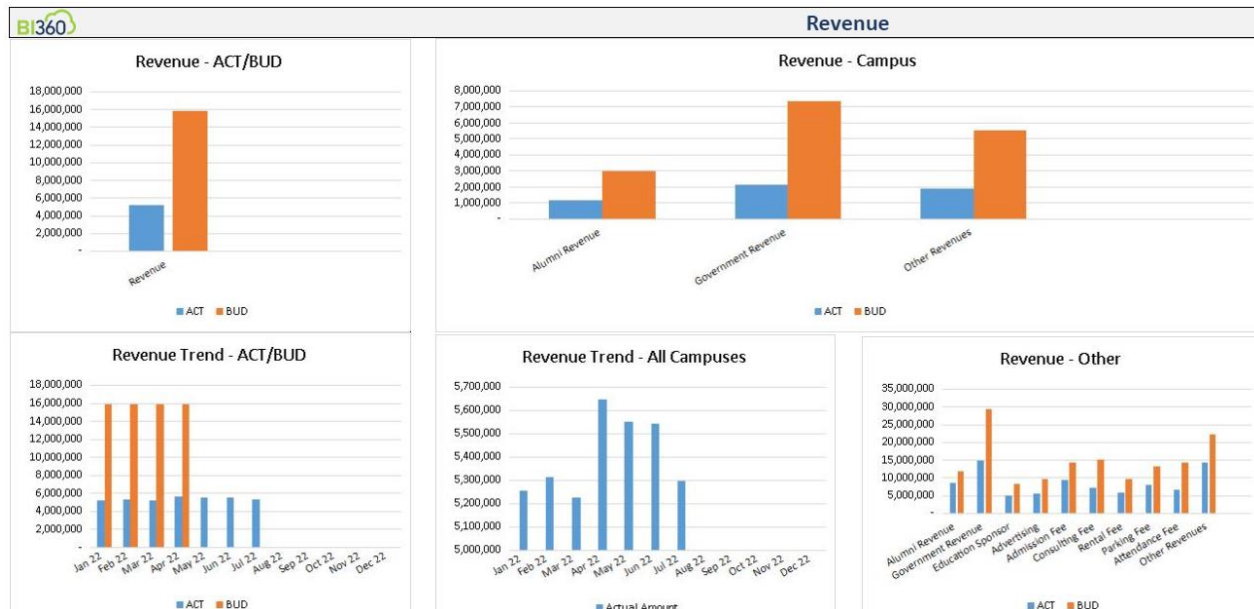 BI360
Revenue
Revenue - ACT/BUD
18,000,000
16,000,000
14,000,000
12,000,000
10,000,000
8,000,000
6,000,000
4,000,000
2,000,000
-
Revenue
ACT BUD
Revenue - Campus
8,000,000
7,000,000
6,000,000
5,000,000
4,000,000
3,000,000
2,000,000
1,000,000
-
Alumni Revenue
Government Revenue
Other Revenues
ACT BUD
Revenue Trend - ACT/BUD
18,000,000
16,000,000
14,000,000
12,000,000
10,000,000
8,000,000
6,000,000
4,000,000
2,000,000
-
Jan 22
Feb 22
Mar 22
Apr 22
May 22
Jun 22
Jul 22
Aug 22
Sep 22
Oct 22
Nov 22
Dec 22
ACT BUD
Revenue Trend - All Campuses
5,700,000
5,600,000
5,500,000
5,400,000
5,300,000
5,200,000
5,100,000
5,000,000
Jan 22
Feb 22
Mar 22
Apr 22
May 22
Jun 22
Jul 22
Aug 22
Sep 22
Oct 22
Nov 22
Dec 22
Actual Amount
Revenue - Other
35,000,000
30,000,000
25,000,000
20,000,000
15,000,000
10,000,000
5,000,000
-
Alumni Revenue
Government Revenue
Education Sponsor
Advertising
Admission Fee
Consulting Fee
Rental Fee
Parking Fee
Attendance Fee
Other Revenues
ACT BUD